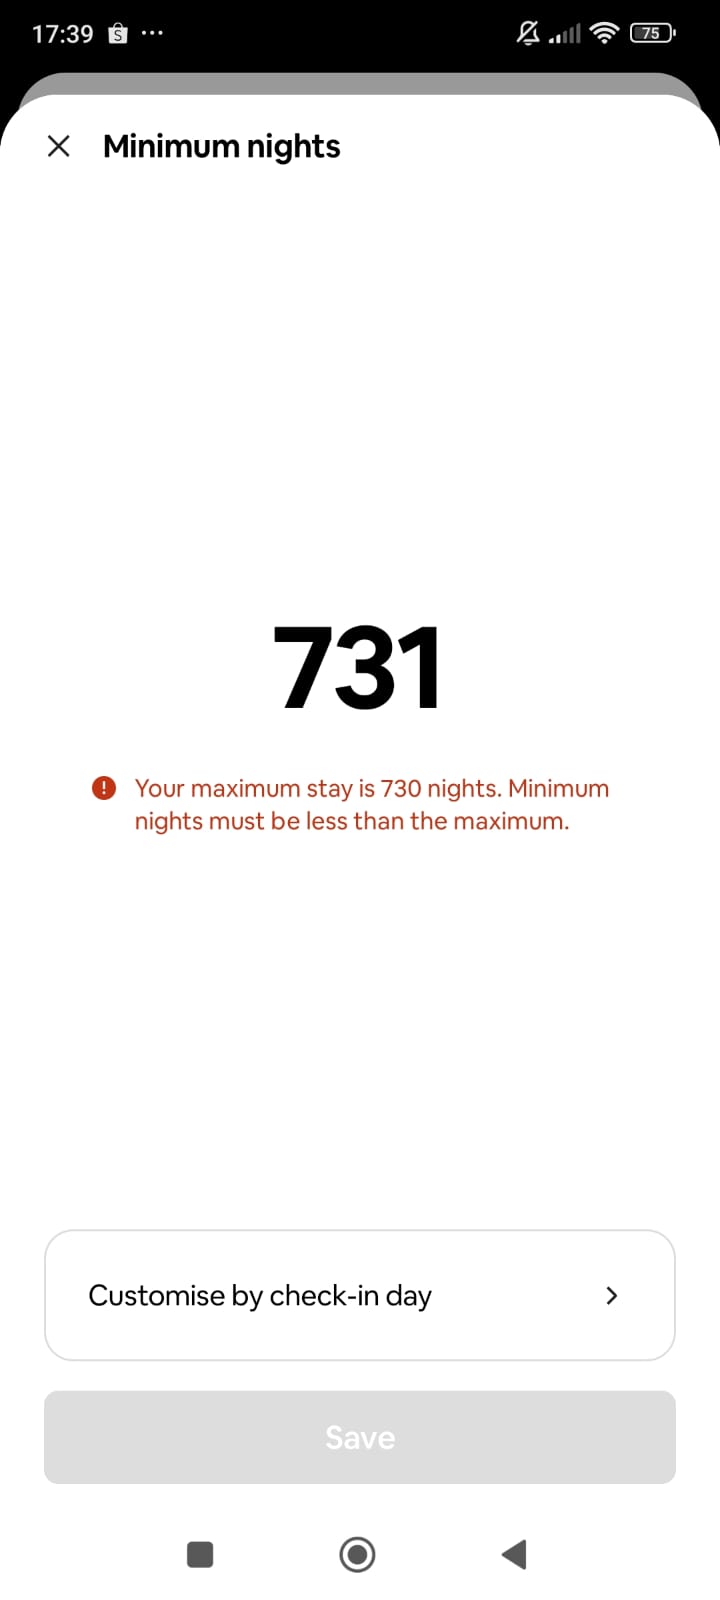 17:39
75
Minimum nights
731
Your maximum stay is 730 nights. Minimum
nights must be less than the maximum.
Customise by check-in day
Save